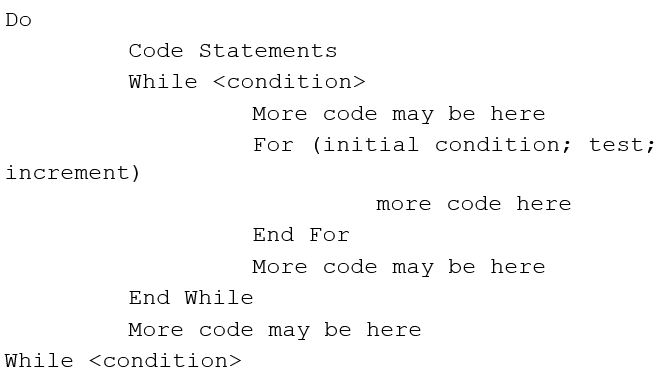 Do
Code Statements
While <condition>
More code may be here
For (initial condition; test;
increment)
more code here
End For
More code may be here
End While
More code may be here
While <condition>